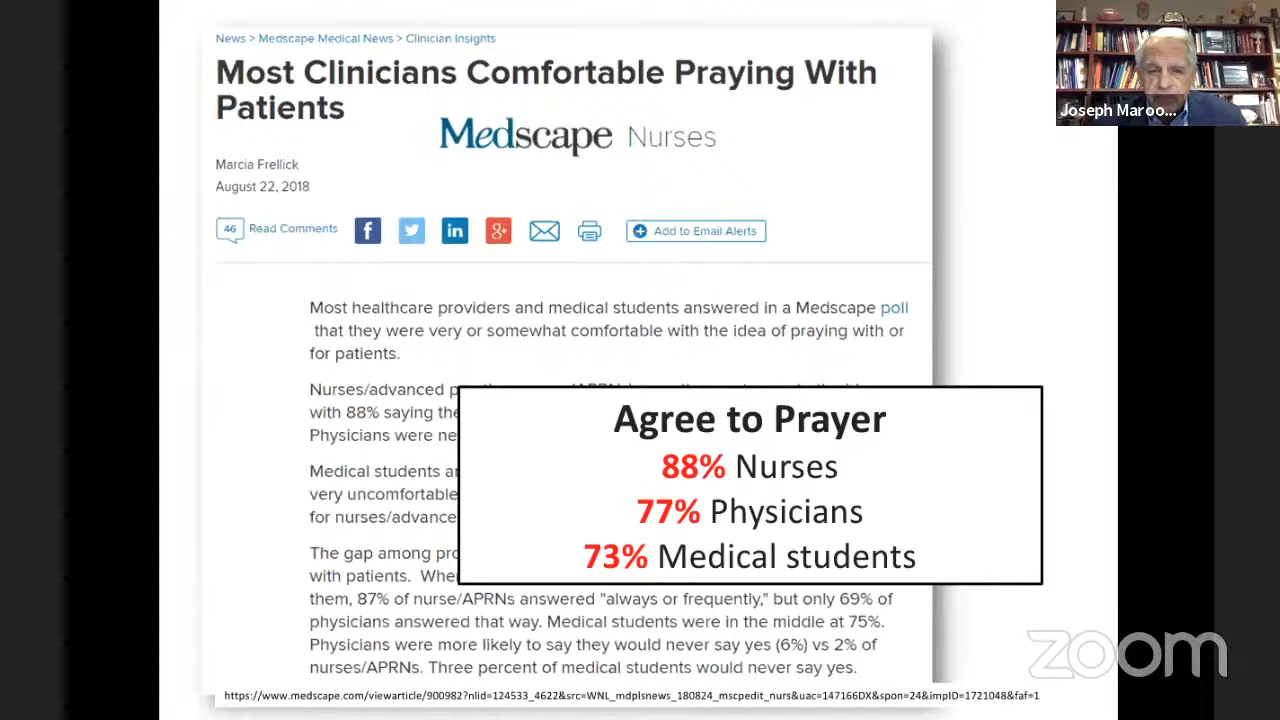 News > Medscape Medical News > Clinician Insights
Most Clinicians Comfortable Praying With
Patients
Medscape Nurses
Marcia Frellick
August 22, 2018
46 Read Comments
f
in
g+
Add to Email Alerts
Most healthcare providers and medical students answered in a Medscape poll
that they were very or somewhat comfortable with the idea of praying with or
for patients.
Nurses/advanced
with 88% saying the
Physicians were ne
Medical students a
very uncomfortable
for nurses/advance
The gap among pro
with patients. Whe
Agree to Prayer
88% Nurses
77% Physicians
73% Medical students
them, 87% of nurse/APRNs answered "always or frequently," but only 69% of
physicians answered that way. Medical students were in the middle at 75%.
Physicians were more likely to say they would never say yes (6%) vs 2% of
nurses/APRNs. Three percent of medical students would never say yes.
https://www.medscape.com/viewarticle/900982?nlid=124533_4622&src=WNL_mdplsnews_180824_mscpedit_nurs&uac=147166DX&spon=24&impID=1721048&faf=1
Joseph Maroo...
zoom